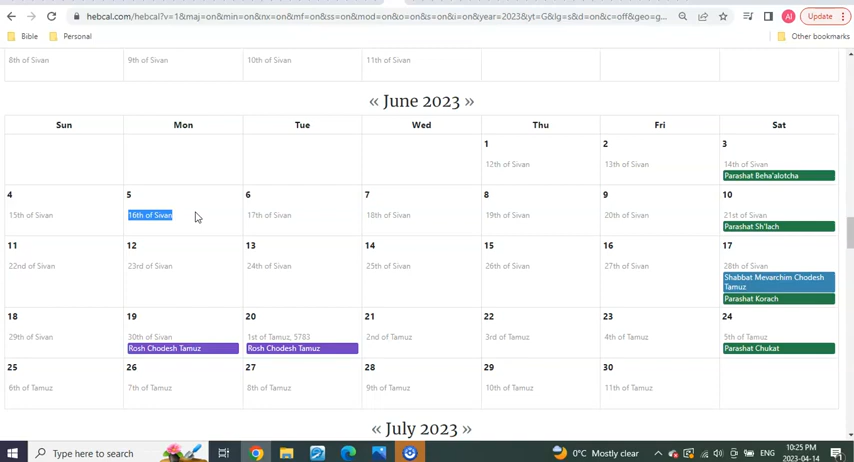 hebcal.com/hebcal?v=1&maj=on&min=on&nx=on&mf=on&ss=on&mod=on&o=on&s=on&i=on&year=2023&yt=G&lg=s&d=on&c=off&geo=g...
AI
Update
Bible
Personal
Other bookmarks
8th of Sivan 9th of Sivan 10th of Sivan 11th of Sivan
« June 2023 »
Sun Mon Tue Wed Thu Fri Sat
1 2 3
12th of Sivan 13th of Sivan 14th of Sivan
Parashat Beha'alotcha
4 5 6 7 8 9 10
15th of Sivan 16th of Sivan 17th of Sivan 18th of Sivan 19th of Sivan 20th of Sivan 21st of Sivan
Parashat Sh'lach
11 12 13 14 15 16 17
22nd of Sivan 23rd of Sivan 24th of Sivan 25th of Sivan 26th of Sivan 27th of Sivan 28th of Sivan
Shabbat Mevarchim Chodesh
Tamuz
Parashat Korach
18 19 20 21 22 23 24
29th of Sivan 30th of Sivan 1st of Tamuz, 5783 2nd of Tamuz 3rd of Tamuz 4th of Tamuz 5th of Tamuz
Rosh Chodesh Tamuz Rosh Chodesh Tamuz Parashat Chukat
25 26 27 28 29 30
6th of Tamuz 7th of Tamuz 8th of Tamuz 9th of Tamuz 10th of Tamuz 11th of Tamuz
« July 2023 »
Type here to search
0°C Mostly clear
ENG
10:25 PM
2023-04-14